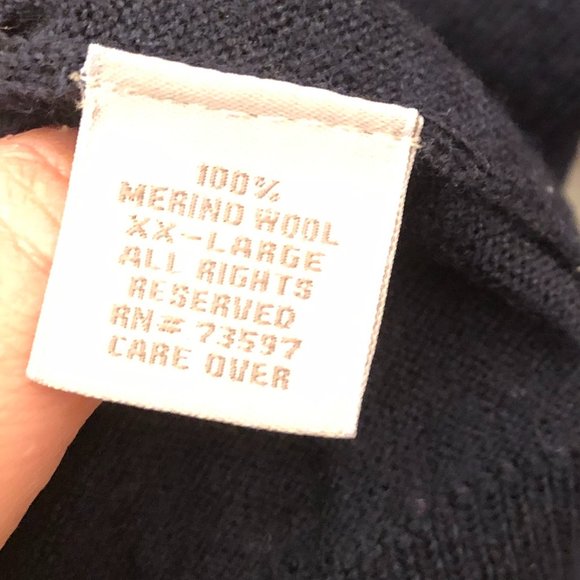 100%
MERINO WOOL
XX-LARGE
ALL RIGHTS
RESERVED
RN# 73597
CARE OVER